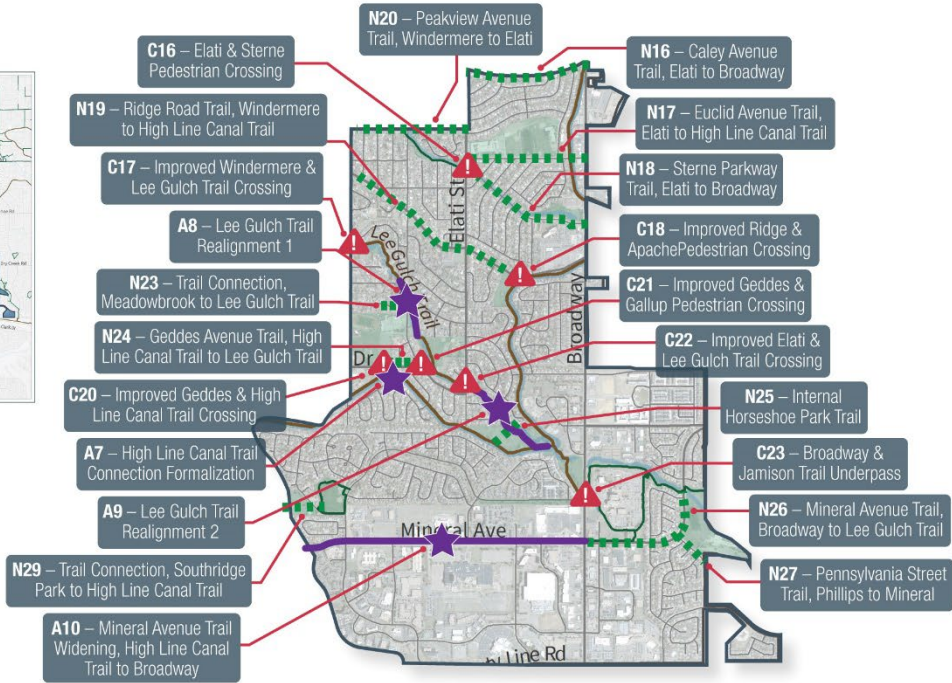 N20 – Peakview Avenue
Trail, Windermere to Elati
C16 – Elati & Sterne
Pedestrian Crossing
N16 – Caley Avenue
Trail, Elati to Broadway
N19 – Ridge Road Trail, Windermere
to High Line Canal Trail
N17 – Euclid Avenue Trail,
Elati to High Line Canal Trail
C17 – Improved Windermere &
Lee Gulch Trail Crossing
N18 – Sterne Parkway
Trail, Elati to Broadway
A8 – Lee Gulch Trail
Realignment 1
C18 – Improved Ridge &
ApachePedestrian Crossing
N23 – Trail Connection,
Meadowbrook to Lee Gulch Trail
C21 – Improved Geddes &
Gallup Pedestrian Crossing
N24 – Geddes Avenue Trail, High
Line Canal Trail to Lee Gulch Trail
C22 – Improved Elati &
Lee Gulch Trail Crossing
C20 – Improved Geddes & High
Line Canal Trail Crossing
N25 – Internal
Horseshoe Park Trail
A7 – High Line Canal Trail
Connection Formalization
C23 – Broadway &
Jamison Trail Underpass
A9 – Lee Gulch Trail
Realignment 2
N26 – Mineral Avenue Trail,
Broadway to Lee Gulch Trail
N29 – Trail Connection, Southridge
Park to High Line Canal Trail
N27 – Pennsylvania Street
Trail, Phillips to Mineral
A10 – Mineral Avenue Trail
Widening, High Line Canal
Trail to Broadway
Elati St
Lee Gulch Trail
Broadway
Dr
Mineral Ave
Line Rd